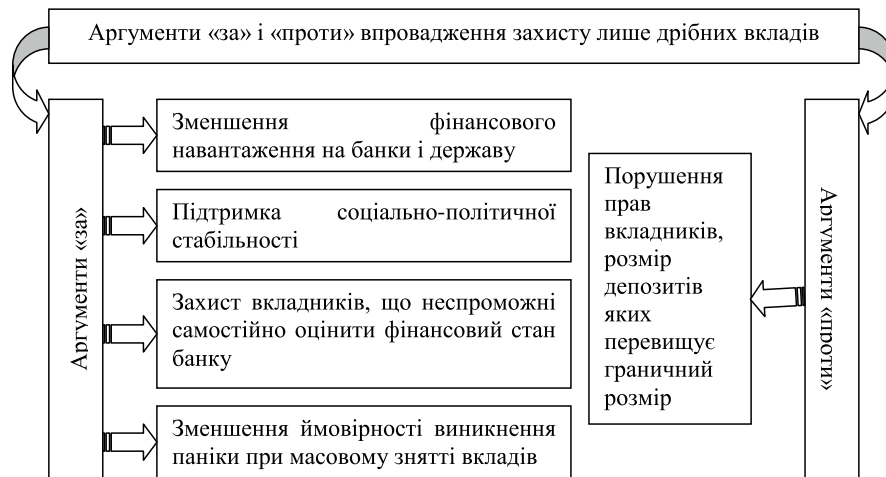 Аргументи «за» і «проти» впровадження захисту лише дрібних вкладів
Аргументи «за»
Зменшення фінансового
навантаження на банки і державу
Підтримка соціально-політичної
стабільності
Захист вкладників, що неспроможні
самостійно оцінити фінансовий стан
банку
Зменшення ймовірності виникнення
паніки при масовому знятті вкладів
Порушення
прав
вкладників,
розмір
депозитів
яких
перевищує
граничний
розмір
Аргументи «проти»